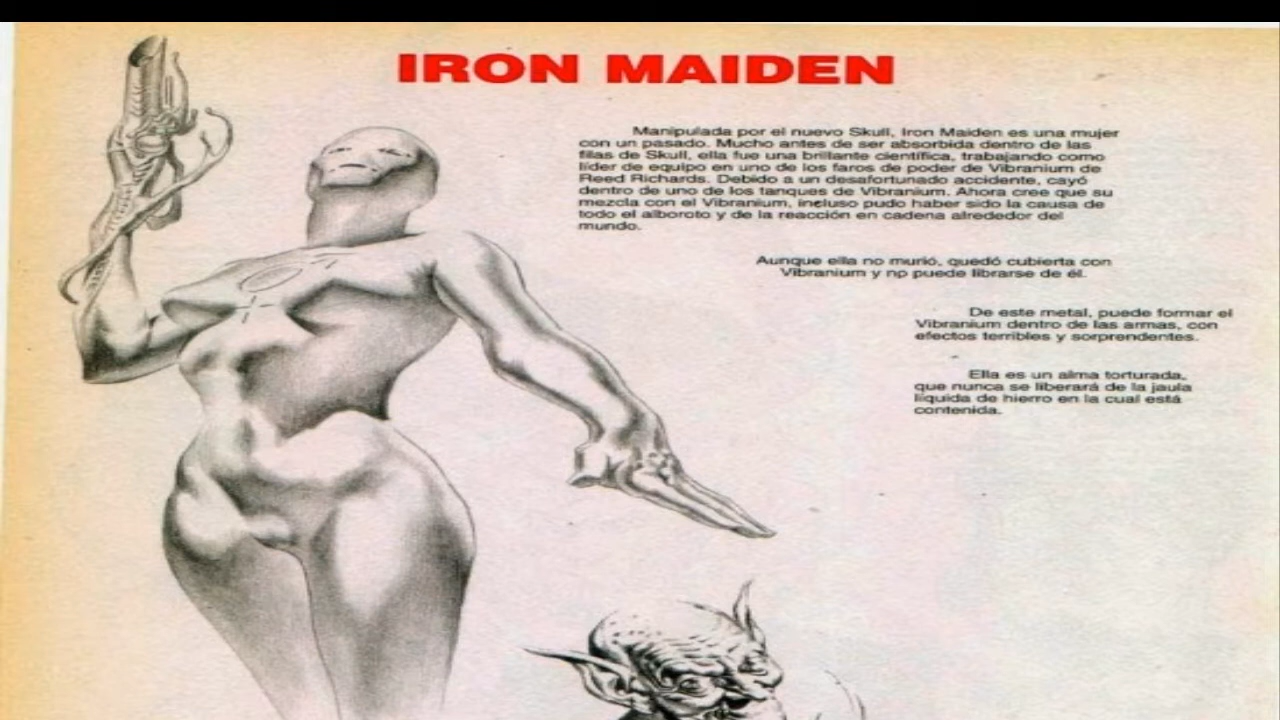 IRON MAIDEN
Manipulada por el nuevo Skull, Iron Maiden es una mujer
con un pasado. Mucho antes de ser absorbida dentro de las
filas de Skull, ella fue una brillante científica, trabajando como
líder de equipo en uno de los faros de poder de Vibranium de
Reed Richards. Debido a un desafortunado accidente, cayó
dentro de uno de los tanques de Vibranium. Ahora cree que su
mezcla con el Vibranium, incluso pudo haber sido la causa de
todo el alboroto y de la reacción en cadena alrededor del
mundo.
Aunque ella no murió, quedó cubierta con
Vibranium y no puede librarse de él.
De este metal, puede formar el
Vibranium dentro de las armas, con
efectos terribles y sorprendentes.
Ella es un alma torturada,
que nunca se liberará de la jaula
líquida de hierro en la cual está
contenida.